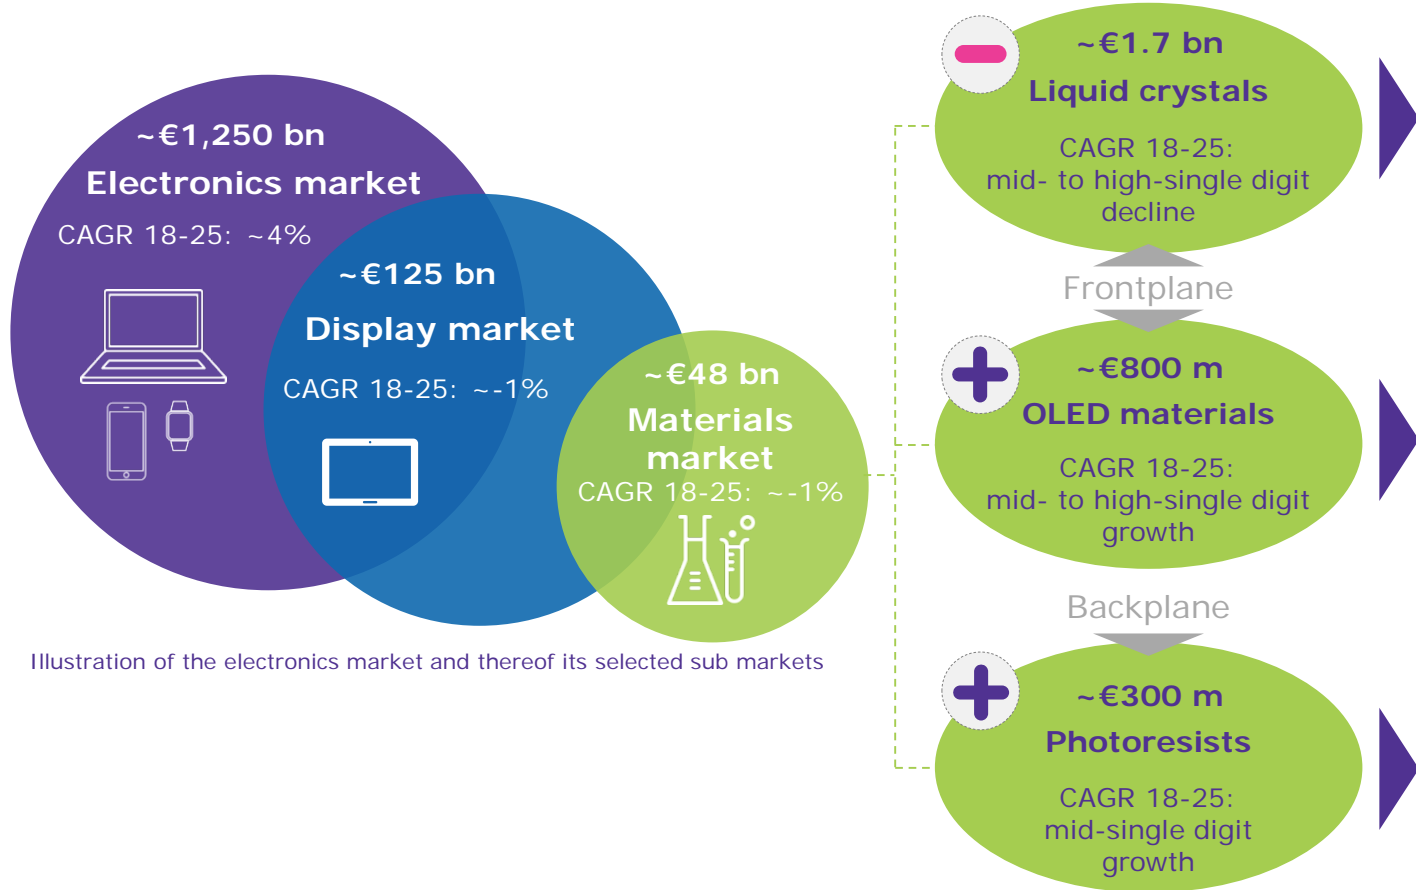 ~€1,250 bn
Electronics market
CAGR 18-25: ~4%
~€125 bn
Display market
CAGR 18-25: ~-1%
~€48 bn
Materials
market
CAGR 18-25: ~-1%
Illustration of the electronics market and thereof its selected sub markets
~€1.7 bn
Liquid crystals
CAGR 18-25:
mid- to high-single digit
decline
Frontplane
~€800 m
OLED materials
CAGR 18-25:
mid- to high-single digit
growth
Backplane
~€300 m
Photoresists
CAGR 18-25:
mid-single digit
growth